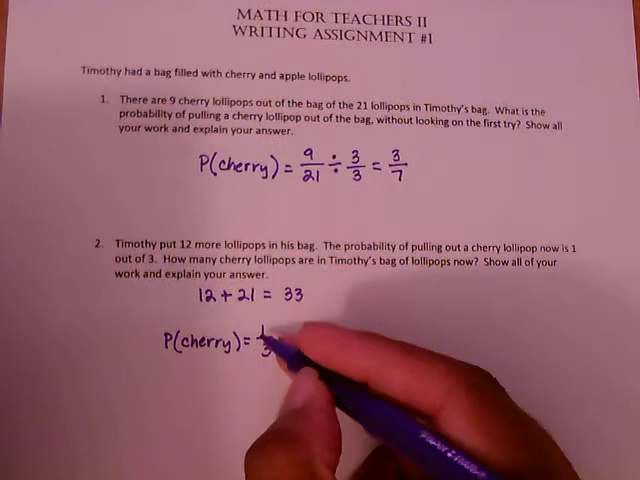 MATH FOR TEACHERS II
WRITING ASSIGNMENT #1
Timothy had a bag filled with cherry and apple lollipops.
1. There are 9 cherry lollipops out of the bag of the 21 lollipops in Timothy's bag. What is the
probability of pulling a cherry lollipop out of the bag, without looking on the first try? Show all
your work and explain your answer.
P(cherry) = 9/21 ÷ 3/3 = 3/7
2. Timothy put 12 more lollipops in his bag. The probability of pulling out a cherry lollipop now is 1
out of 3. How many cherry lollipops are in Timothy's bag of lollipops now? Show all of your
work and explain your answer.
12 + 21 = 33
P(cherry) = 1/3